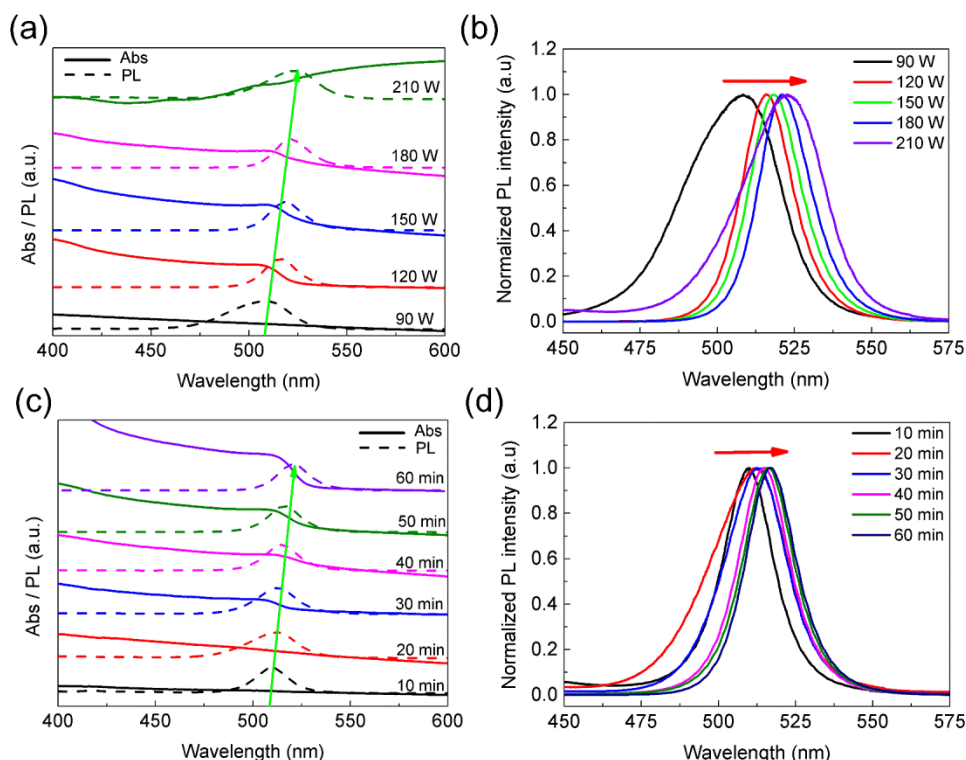 (a)
Abs
PL
210 W
180 W
150 W
120 W
90 W
400 450 500 550 600
Wavelength (nm)
Abs / PL (a.u.)
(b)
1.2
1.0
0.8
0.6
0.4
0.2
0.0
90 W
120 W
150 W
180 W
210 W
450 475 500 525 550 575
Wavelength (nm)
Normalized PL intensity (a.u)
(c)
Abs
PL
60 min
50 min
40 min
30 min
20 min
10 min
400 450 500 550 600
Wavelength (nm)
Abs / PL (a.u.)
(d)
1.2
1.0
0.8
0.6
0.4
0.2
0.0
10 min
20 min
30 min
40 min
50 min
60 min
450 475 500 525 550 575
Wavelength (nm)
Normalized PL intensity (a.u)